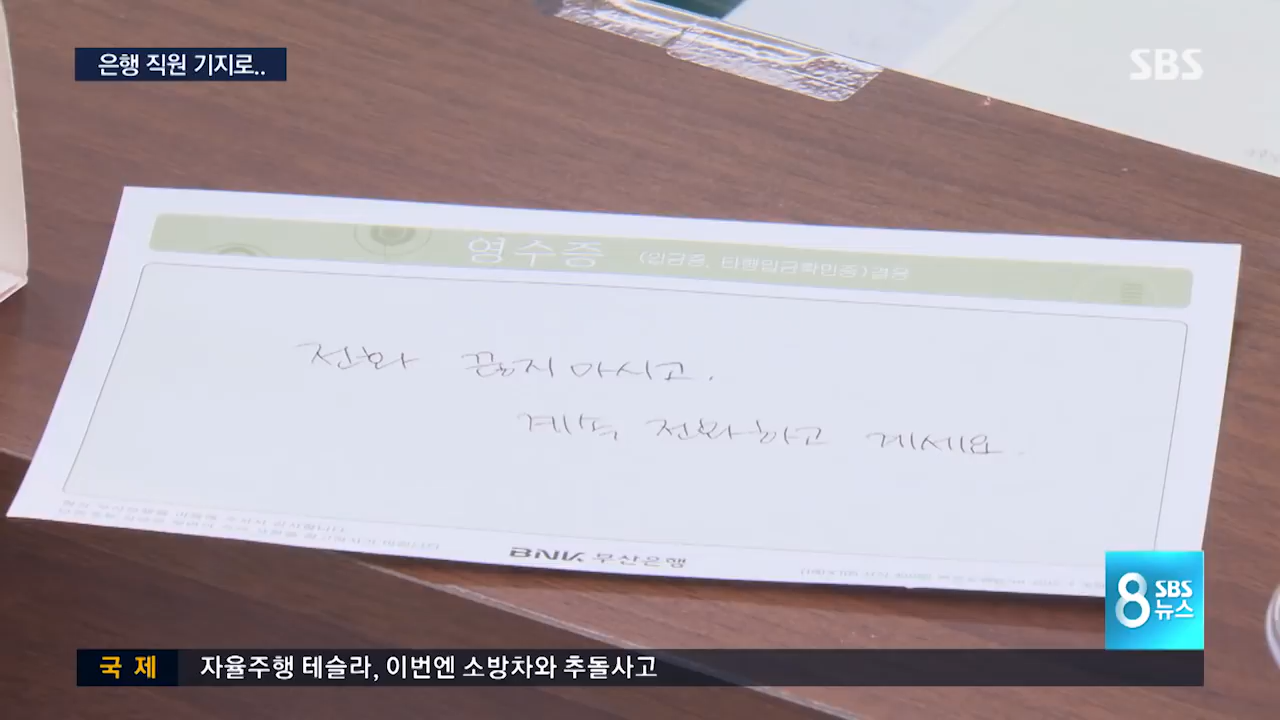 은행 직원 기지로..
SBS
영수증 (입금증, 타행입금확인증)겸용
전화 끊지 마시고.
계속 전화하고 계세요.
BNK 부산은행
8 SBS 뉴스
국제 자율주행 테슬라, 이번엔 소방차와 추돌사고